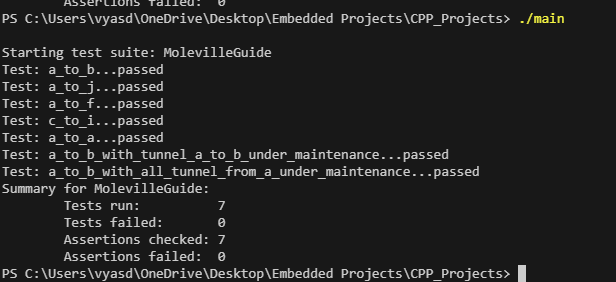 Assertions failed:  0
PS C:\Users\vyasd\OneDrive\Desktop\Embedded Projects\CPP_Projects> ./main
Starting test suite: MolevilleGuide
Test: a_to_b...passed
Test: a_to_j...passed
Test: a_to_f...passed
Test: c_to_i...passed
Test: a_to_a...passed
Test: a_to_b_with_tunnel_a_to_b_under_maintenance...passed
Test: a_to_b_with_all_tunnel_from_a_under_maintenance...passed
Summary for MolevilleGuide:
        Tests run:          7
        Tests failed:       0
        Assertions checked: 7
        Assertions failed:  0
PS C:\Users\vyasd\OneDrive\Desktop\Embedded Projects\CPP_Projects>